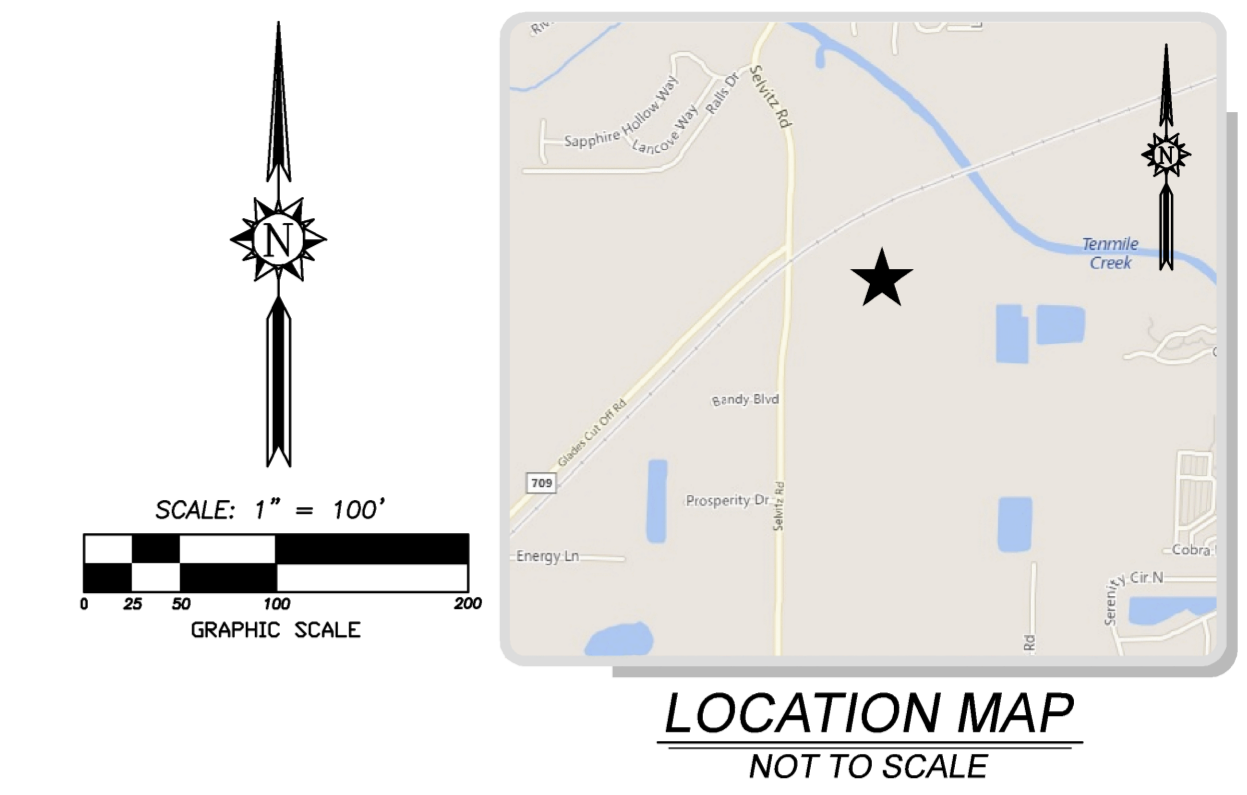 N
SCALE: 1” = 100’
0 25 50 100 200
GRAPHIC SCALE
Sapphire Hollow Way
Lancove Way
Ralls Dr
Selvitz Rd
N
Tenmile
Creek
Bandy Blvd
Glades Cut Off Rd
709
Prosperity Dr
Selvitz Rd
Energy Ln
Cobra
Serenity Cir N
Rd
LOCATION MAP
NOT TO SCALE